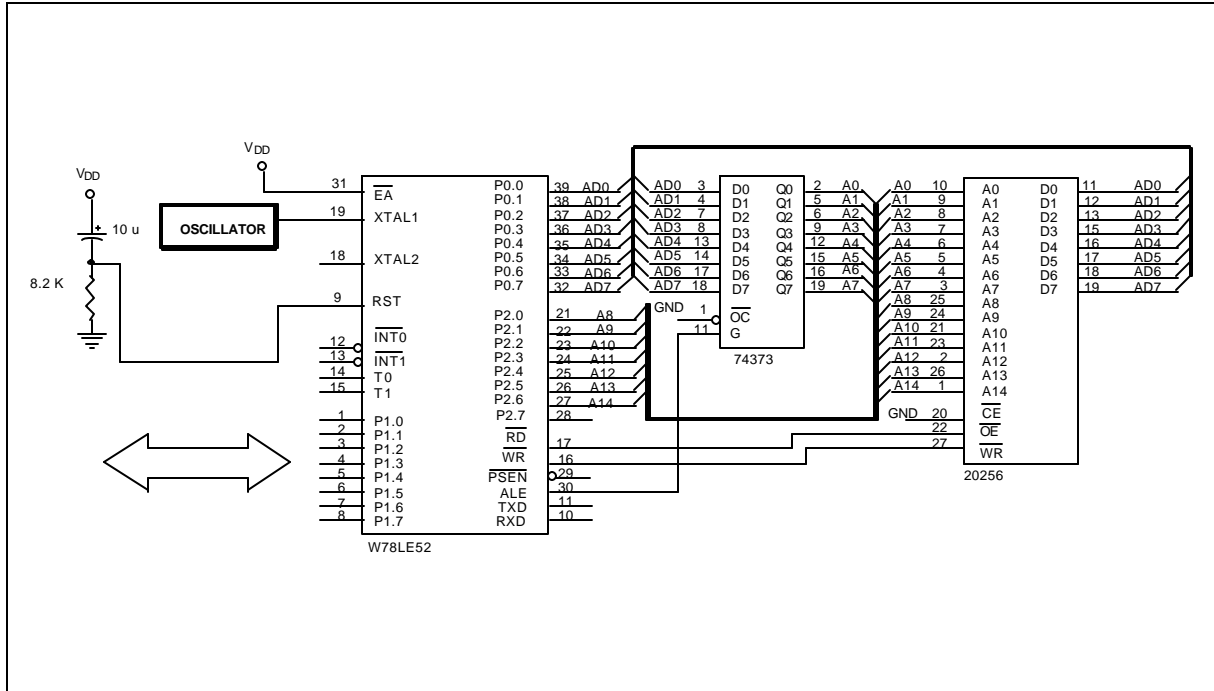 VDD
VDD
10 u
8.2 K
OSCILLATOR
31 EA
19 XTAL1
18 XTAL2
9 RST
12 INT0
13 INT1
14 T0
15 T1
1 P1.0
2 P1.1
3 P1.2
4 P1.3
5 P1.4
6 P1.5
7 P1.6
8 P1.7
P0.0 39 AD0
P0.1 38 AD1
P0.2 37 AD2
P0.3 36 AD3
P0.4 35 AD4
P0.5 34 AD5
P0.6 33 AD6
P0.7 32 AD7
P2.0 21 A8
P2.1 22 A9
P2.2 23 A10
P2.3 24 A11
P2.4 25 A12
P2.5 26 A13
P2.6 27 A14
P2.7 28
RD 17
WR 16
PSEN 29
ALE 30
TXD 11
RXD 10
W78LE52
AD0 3 D0 Q0 2 A0
AD1 4 D1 Q1 5 A1
AD2 7 D2 Q2 6 A2
AD3 8 D3 Q3 9 A3
AD4 13 D4 Q4 12 A4
AD5 14 D5 Q5 15 A5
AD6 17 D6 Q6 16 A6
AD7 18 D7 Q7 19 A7
GND 1 OC
11 G
74373
A0 10 A0 D0 11 AD0
A1 9 A1 D1 12 AD1
A2 8 A2 D2 13 AD2
A3 7 A3 D3 15 AD3
A4 6 A4 D4 16 AD4
A5 5 A5 D5 17 AD5
A6 4 A6 D6 18 AD6
A7 3 A7 D7 19 AD7
A8 25 A8
A9 24 A9
A10 21 A10
A11 23 A11
A12 2 A12
A13 26 A13
A14 1 A14
GND 20 CE
22 OE
27 WR
20256